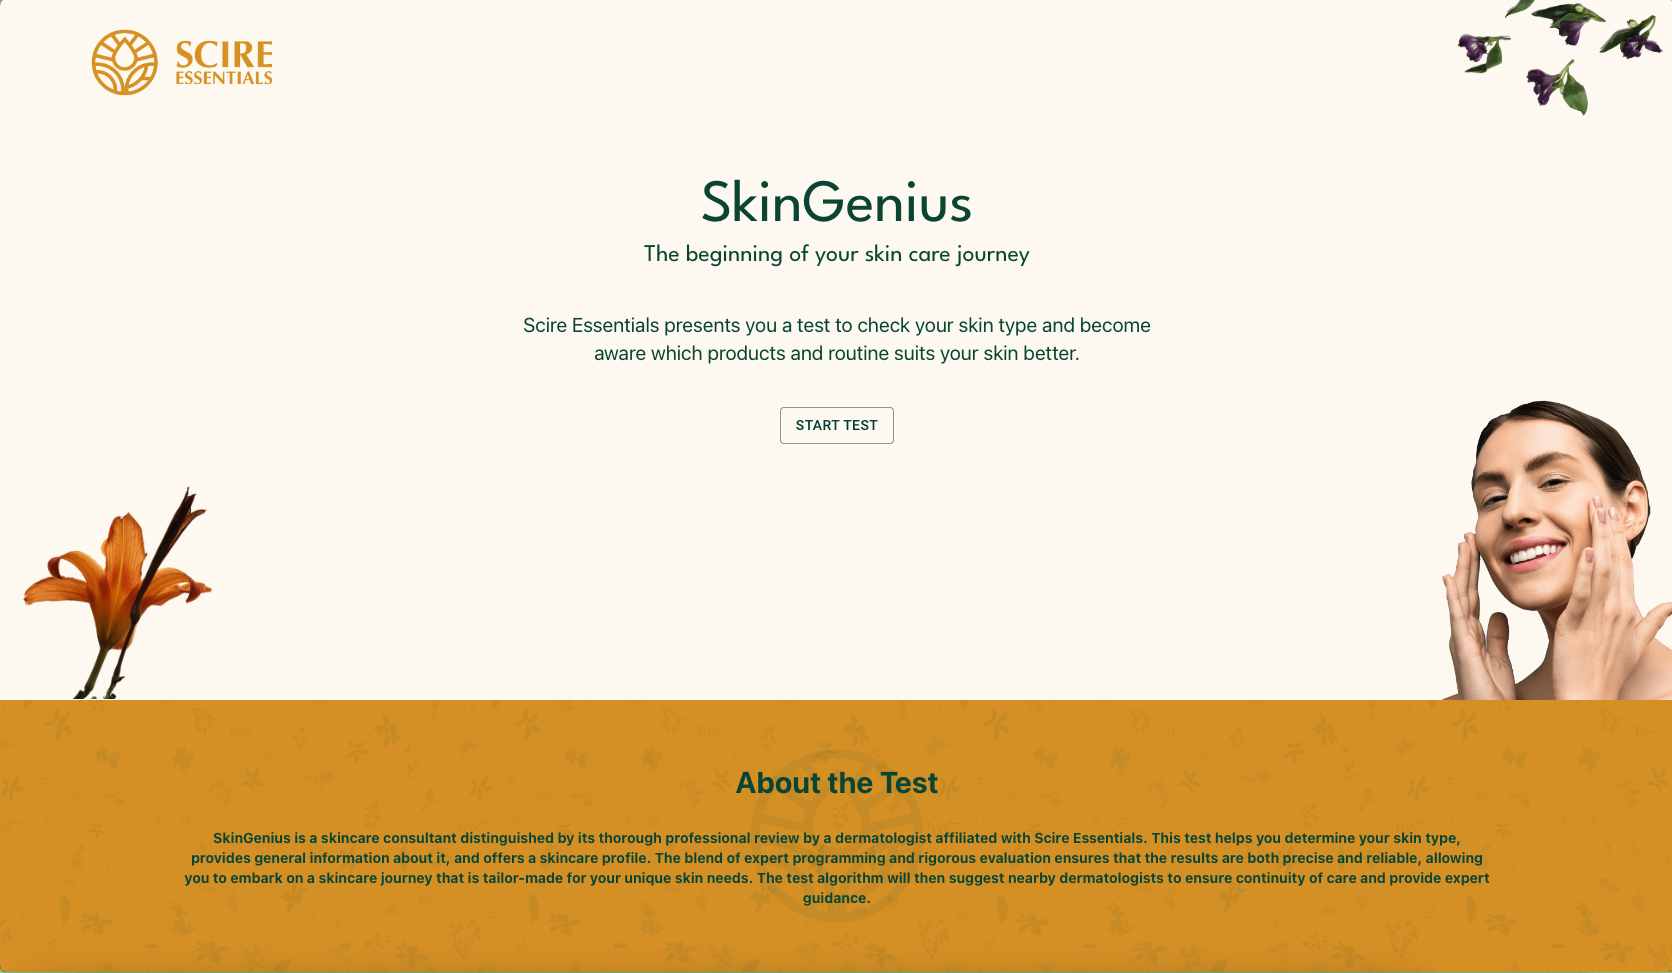 SCIRE
ESSENTIALS
SkinGenius
The beginning of your skin care journey
Scire Essentials presents you a test to check your skin type and become
aware which products and routine suits your skin better.
START TEST
About the Test
SkinGenius is a skincare consultant distinguished by its thorough professional review by a dermatologist affiliated with Scire Essentials. This test helps you determine your skin type,
provides general information about it, and offers a skincare profile. The blend of expert programming and rigorous evaluation ensures that the results are both precise and reliable, allowing
you to embark on a skincare journey that is tailor-made for your unique skin needs. The test algorithm will then suggest nearby dermatologists to ensure continuity of care and provide expert
guidance.